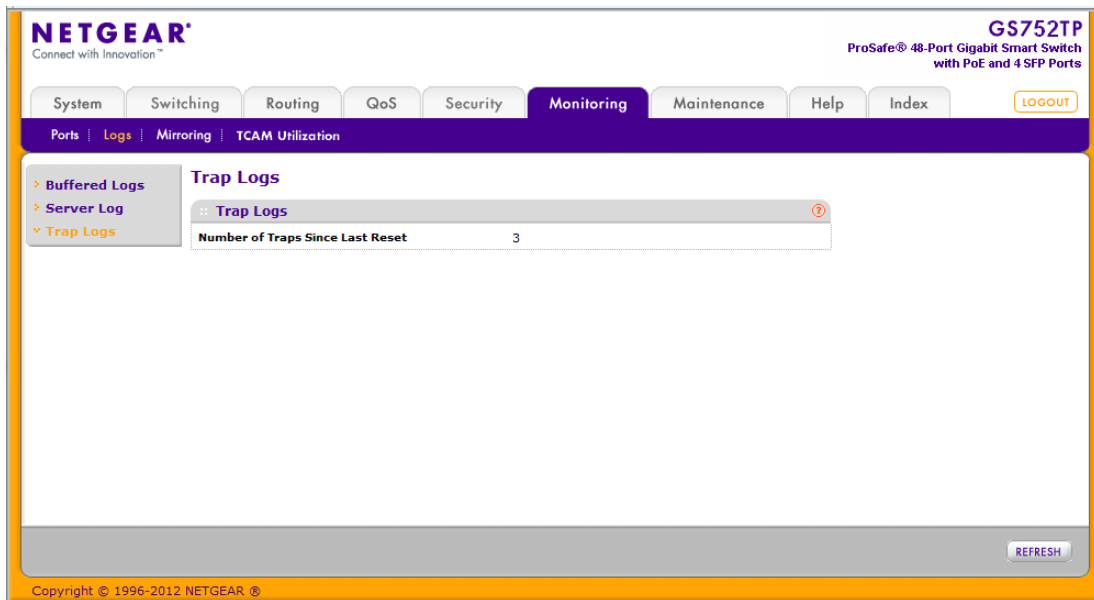 NETGEAR®
Connect with Innovation™
GS752TP
ProSafe® 48-Port Gigabit Smart Switch
with PoE and 4 SFP Ports
System Switching Routing QoS Security Monitoring Maintenance Help Index LOGOUT
Ports Logs Mirroring TCAM Utilization
Buffered Logs
Server Log
Trap Logs
Trap Logs
Trap Logs ?
Number of Traps Since Last Reset 3
REFRESH
Copyright © 1996-2012 NETGEAR ®